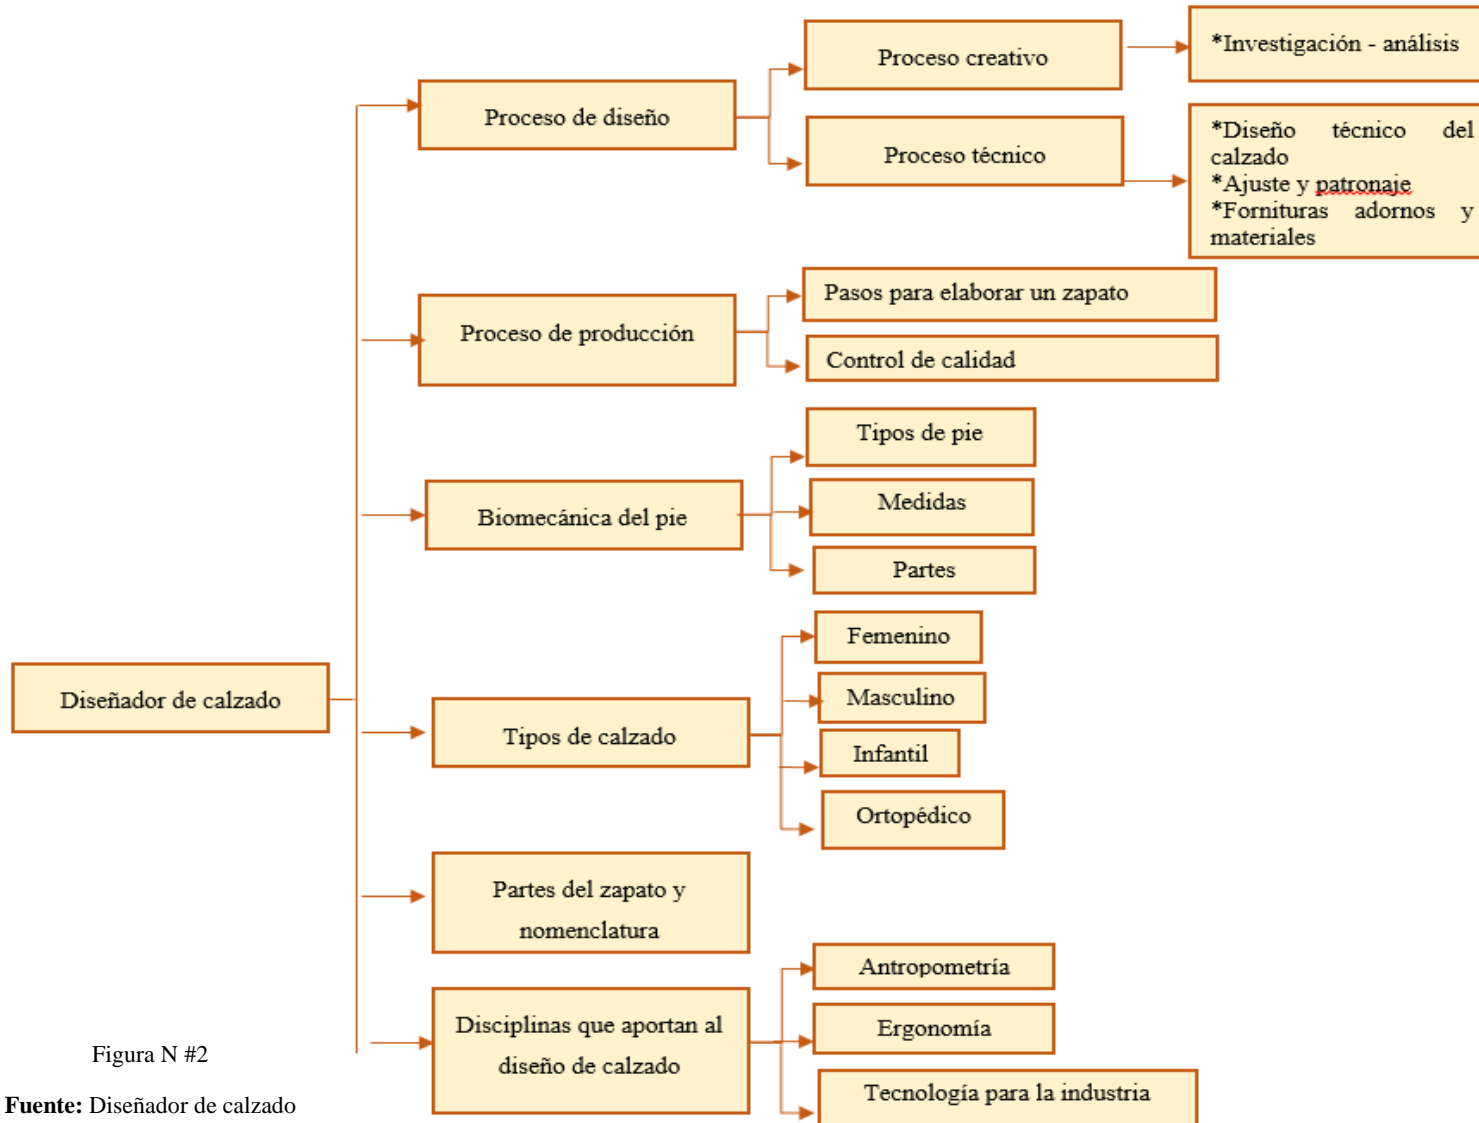 Proceso creativo
*Investigación - análisis
Proceso de diseño
Proceso técnico
*Diseño técnico del
calzado
*Ajuste y patronaje
*Fornituras adornos y
materiales
Pasos para elaborar un zapato
Proceso de producción
Control de calidad
Tipos de pie
Biomecánica del pie
Medidas
Partes
Diseñador de calzado
Femenino
Tipos de calzado
Masculino
Infantil
Ortopédico
Partes del zapato y
nomenclatura
Antropometría
Disciplinas que aportan al
diseño de calzado
Ergonomía
Tecnología para la industria
Figura N #2
Fuente: Diseñador de calzado